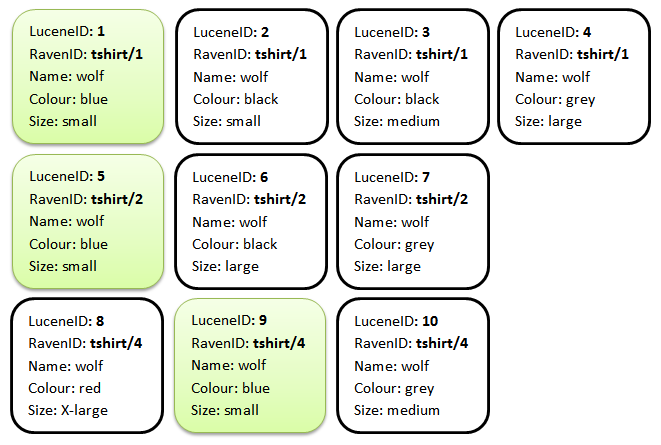 LuceneID: 1
RavenID: tshirt/1
Name: wolf
Colour: blue
Size: small
LuceneID: 2
RavenID: tshirt/1
Name: wolf
Colour: black
Size: small
LuceneID: 3
RavenID: tshirt/1
Name: wolf
Colour: black
Size: medium
LuceneID: 4
RavenID: tshirt/1
Name: wolf
Colour: grey
Size: large
LuceneID: 5
RavenID: tshirt/2
Name: wolf
Colour: blue
Size: small
LuceneID: 6
RavenID: tshirt/2
Name: wolf
Colour: black
Size: large
LuceneID: 7
RavenID: tshirt/2
Name: wolf
Colour: grey
Size: large
LuceneID: 8
RavenID: tshirt/4
Name: wolf
Colour: red
Size: X-large
LuceneID: 9
RavenID: tshirt/4
Name: wolf
Colour: blue
Size: small
LuceneID: 10
RavenID: tshirt/4
Name: wolf
Colour: grey
Size: medium